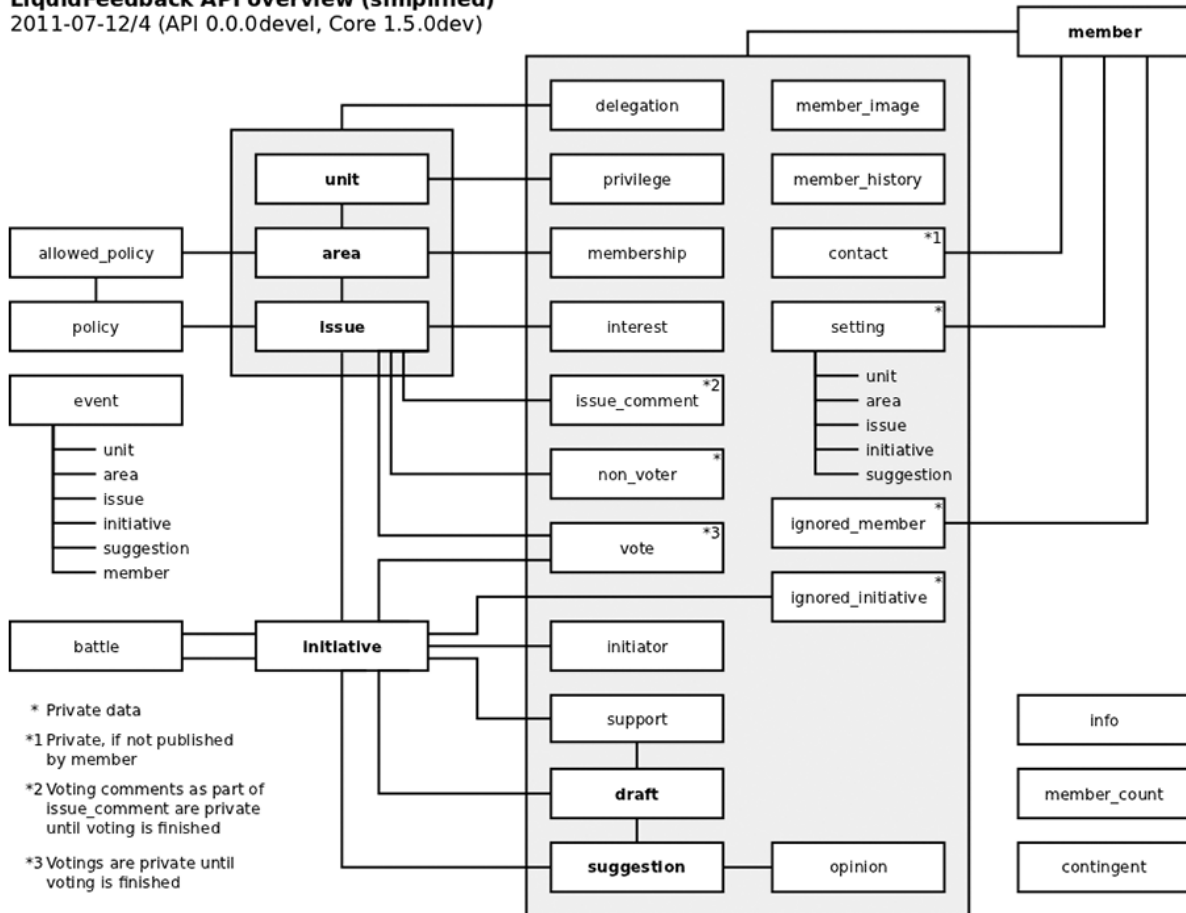 LiquidFeedback API overview (simplified)
2011-07-12/4 (API 0.0.0devel, Core 1.5.0dev)
member
delegation
member_image
unit
privilege
member_history
allowed_policy
area
membership
contact
*1
policy
issue
interest
setting
*
event
unit
area
issue
initiative
suggestion
member
issue_comment
*2
unit
area
issue
initiative
suggestion
non_voter
*
ignored_member
*
vote
*3
ignored_initiative
*
battle
initiative
initiator
support
info
draft
member_count
suggestion
opinion
contingent
* Private data
*1 Private, if not published
by member
*2 Voting comments as part of
issue_comment are private
until voting is finished
*3 Votings are private until
voting is finished